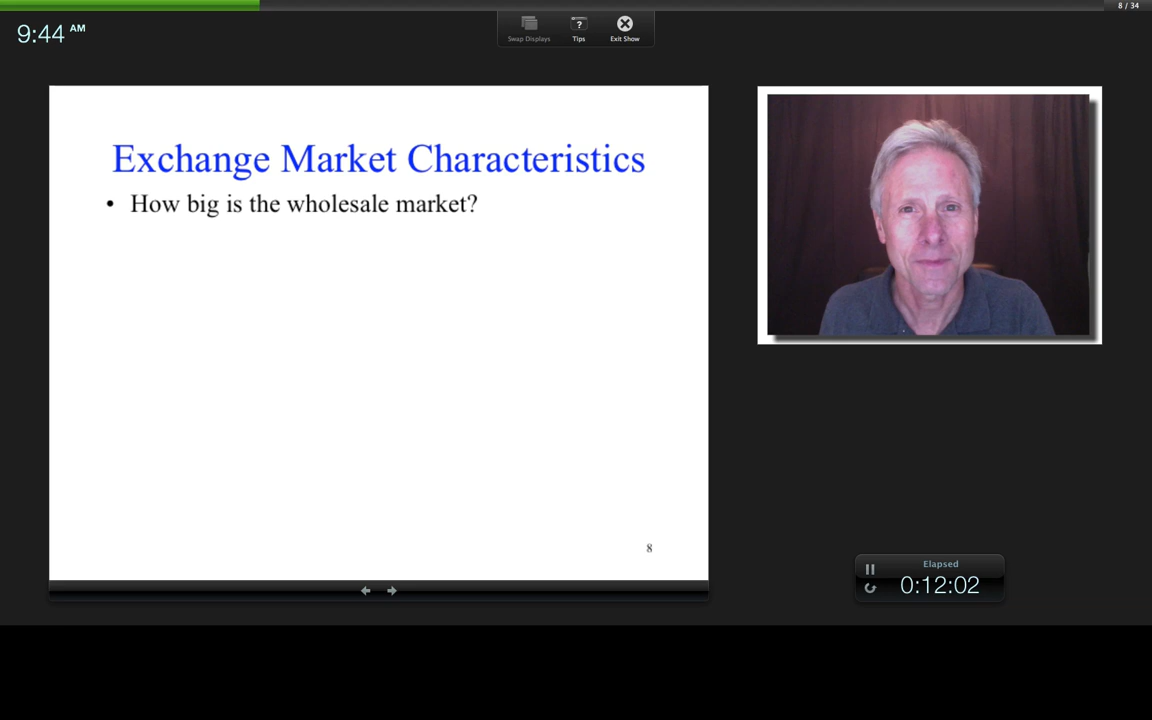 8 / 34
9:44 AM
Swap Displays
Tips
Exit Show
Exchange Market Characteristics
• How big is the wholesale market?
8
Elapsed
0:12:02